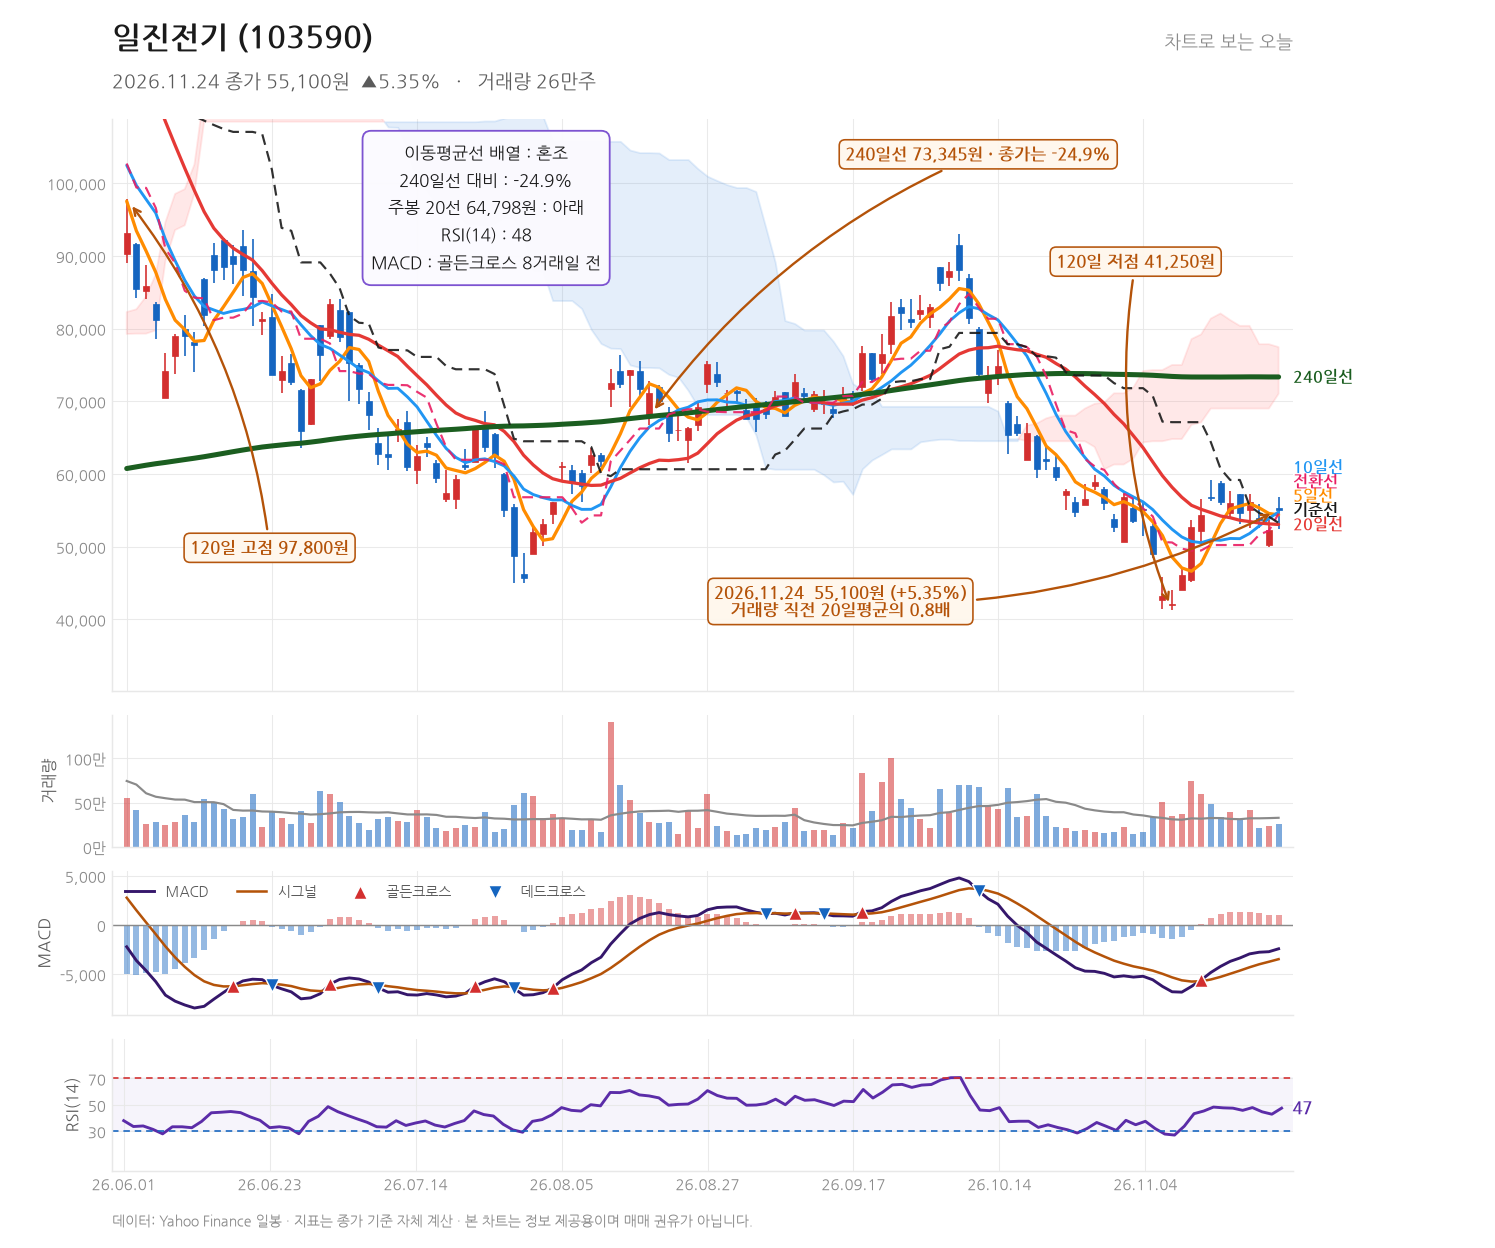 일진전기 (103590)
차트로 보는 오늘
2026.11.24 종가 55,100원 ▲5.35% · 거래량 26만주
이동평균선 배열 : 혼조
240일선 대비 : -24.9%
주봉 20선 64,798원 : 아래
RSI(14) : 48
MACD : 골든크로스 8거래일 전
240일선 73,345원 · 종가는 -24.9%
120일 저점 41,250원
120일 고점 97,800원
2026.11.24 55,100원 (+5.35%)
거래량 직전 20일평균의 0.8배
100,000
90,000
80,000
70,000
60,000
50,000
40,000
240일선
10일선
전환선
5일선
기준선
20일선
거래량
100만
50만
0만
MACD
5,000
0
-5,000
MACD
시그널
골든크로스
데드크로스
RSI(14)
70
50
30
47
26.06.01
26.06.23
26.07.14
26.08.05
26.08.27
26.09.17
26.10.14
26.11.04
데이터: Yahoo Finance 일봉 · 지표는 종가 기준 자체 계산 · 본 차트는 정보 제공용이며 매매 권유가 아닙니다.